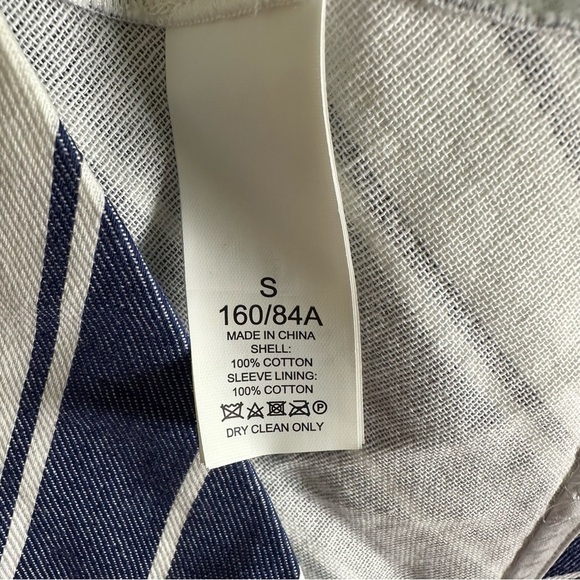 S
160/84A
MADE IN CHINA
SHELL:
100% COTTON
SLEEVE LINING:
100% COTTON
P
DRY CLEAN ONLY